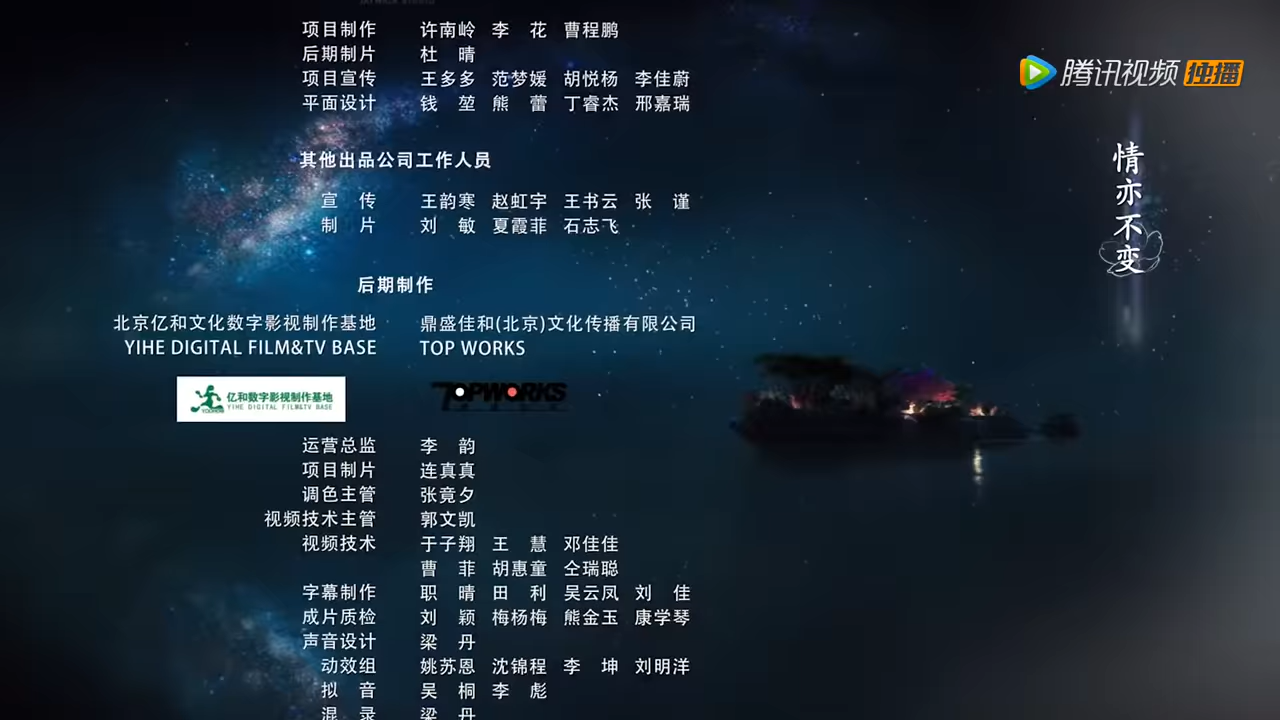 项目制作 许南岭 李 花 曹程鹏
后期制片 杜 晴
项目宣传 王多多 范梦媛 胡悦杨 李佳蔚
平面设计 钱 堃 熊 蕾 丁睿杰 邢嘉瑞
腾讯视频 独播
情亦不变
其他出品公司工作人员
宣 传 王韵寒 赵虹宇 王书云 张 谨
制 片 刘 敏 夏霞菲 石志飞
后期制作
北京亿和文化数字影视制作基地 鼎盛佳和(北京)文化传播有限公司
YIHE DIGITAL FILM&TV BASE TOP WORKS
亿和数字影视制作基地
YIHE DIGITAL FILM&TV BASE
TOPWORKS
运营总监 李 韵
项目制片 连真真
调色主管 张竟夕
视频技术主管 郭文凯
视频技术 于子翔 王 慧 邓佳佳
曹 菲 胡惠童 仝瑞聪
字幕制作 职 晴 田 利 吴云凤 刘 佳
成片质检 刘 颖 梅杨梅 熊金玉 康学琴
声音设计 梁 丹
动效组 姚苏恩 沈锦程 李 坤 刘明洋
拟 音 吴 桐 李 彪
混 录 梁 丹